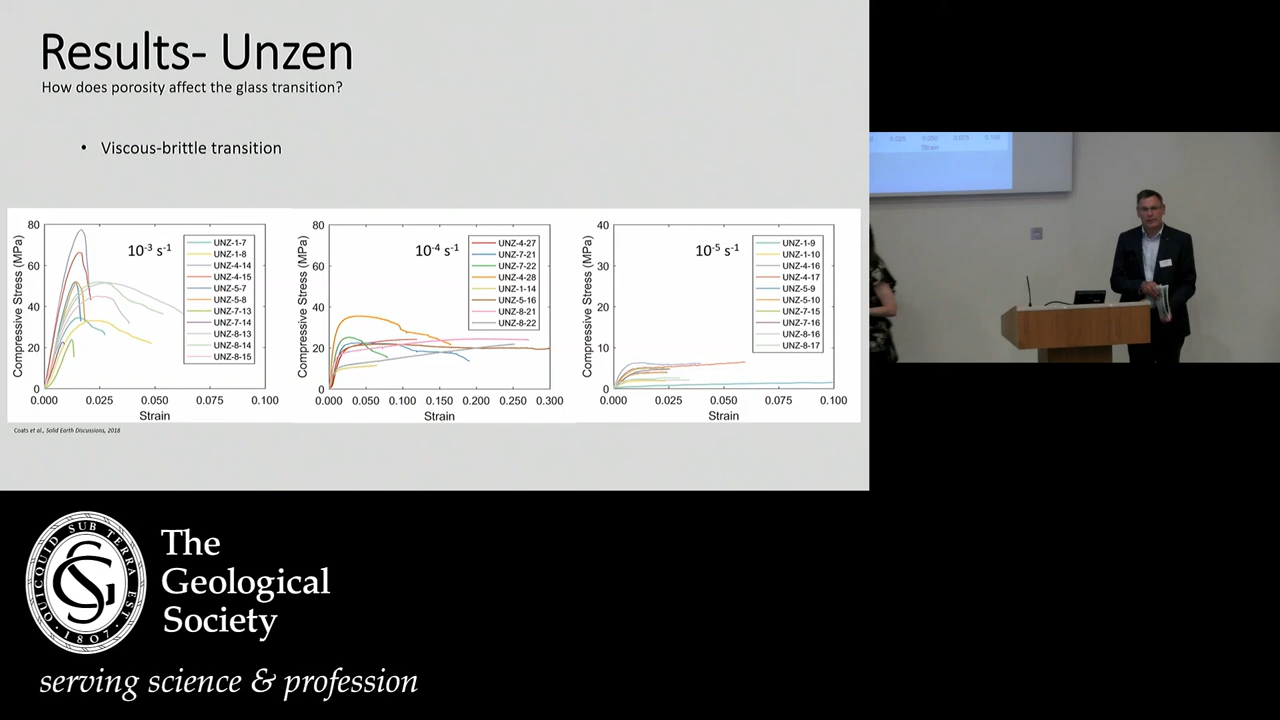 Results- Unzen
How does porosity affect the glass transition?
• Viscous-brittle transition
Compressive Stress (MPa)
80
60
40
20
0
10-3 s-1
UNZ-1-7
UNZ-1-8
UNZ-4-14
UNZ-4-15
UNZ-5-7
UNZ-5-8
UNZ-7-13
UNZ-7-14
UNZ-8-13
UNZ-8-14
UNZ-8-15
0.000 0.025 0.050 0.075 0.100
Strain
Compressive Stress (MPa)
80
60
40
20
0
10-4 s-1
UNZ-4-27
UNZ-7-21
UNZ-7-22
UNZ-4-28
UNZ-1-14
UNZ-5-16
UNZ-8-21
UNZ-8-22
0.000 0.050 0.100 0.150 0.200 0.250 0.300
Strain
Compressive Stress (MPa)
40
30
20
10
0
10-5 s-1
UNZ-1-9
UNZ-1-10
UNZ-4-16
UNZ-4-17
UNZ-5-9
UNZ-5-10
UNZ-7-15
UNZ-7-16
UNZ-8-16
UNZ-8-17
0.000 0.025 0.050 0.075 0.100
Strain
Coats et al., Solid Earth Discussions, 2018
0.025 0.050 0.075 0.100
Strain
QUICQUID SUB TERRA EST
1807
The
Geological
Society
serving science & profession